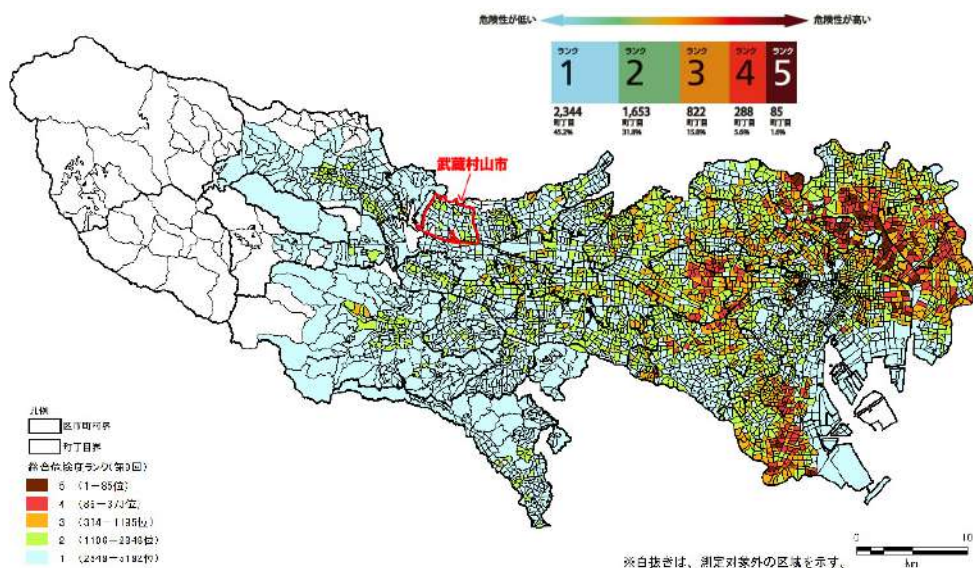 危険性が低い
危険性が高い
ランク
1
ランク
2
ランク
3
ランク
4
ランク
5
2,344
町丁目
45.2%
1,653
町丁目
31.8%
822
町丁目
15.8%
288
町丁目
5.6%
85
町丁目
1.6%
武蔵村山市
凡例
区市町村界
町丁目界
総合危険度ランク(第9回)
5 (1-85位)
4
3
2
1
0
10
km
※白抜きは、測定対象外の区域を示す。